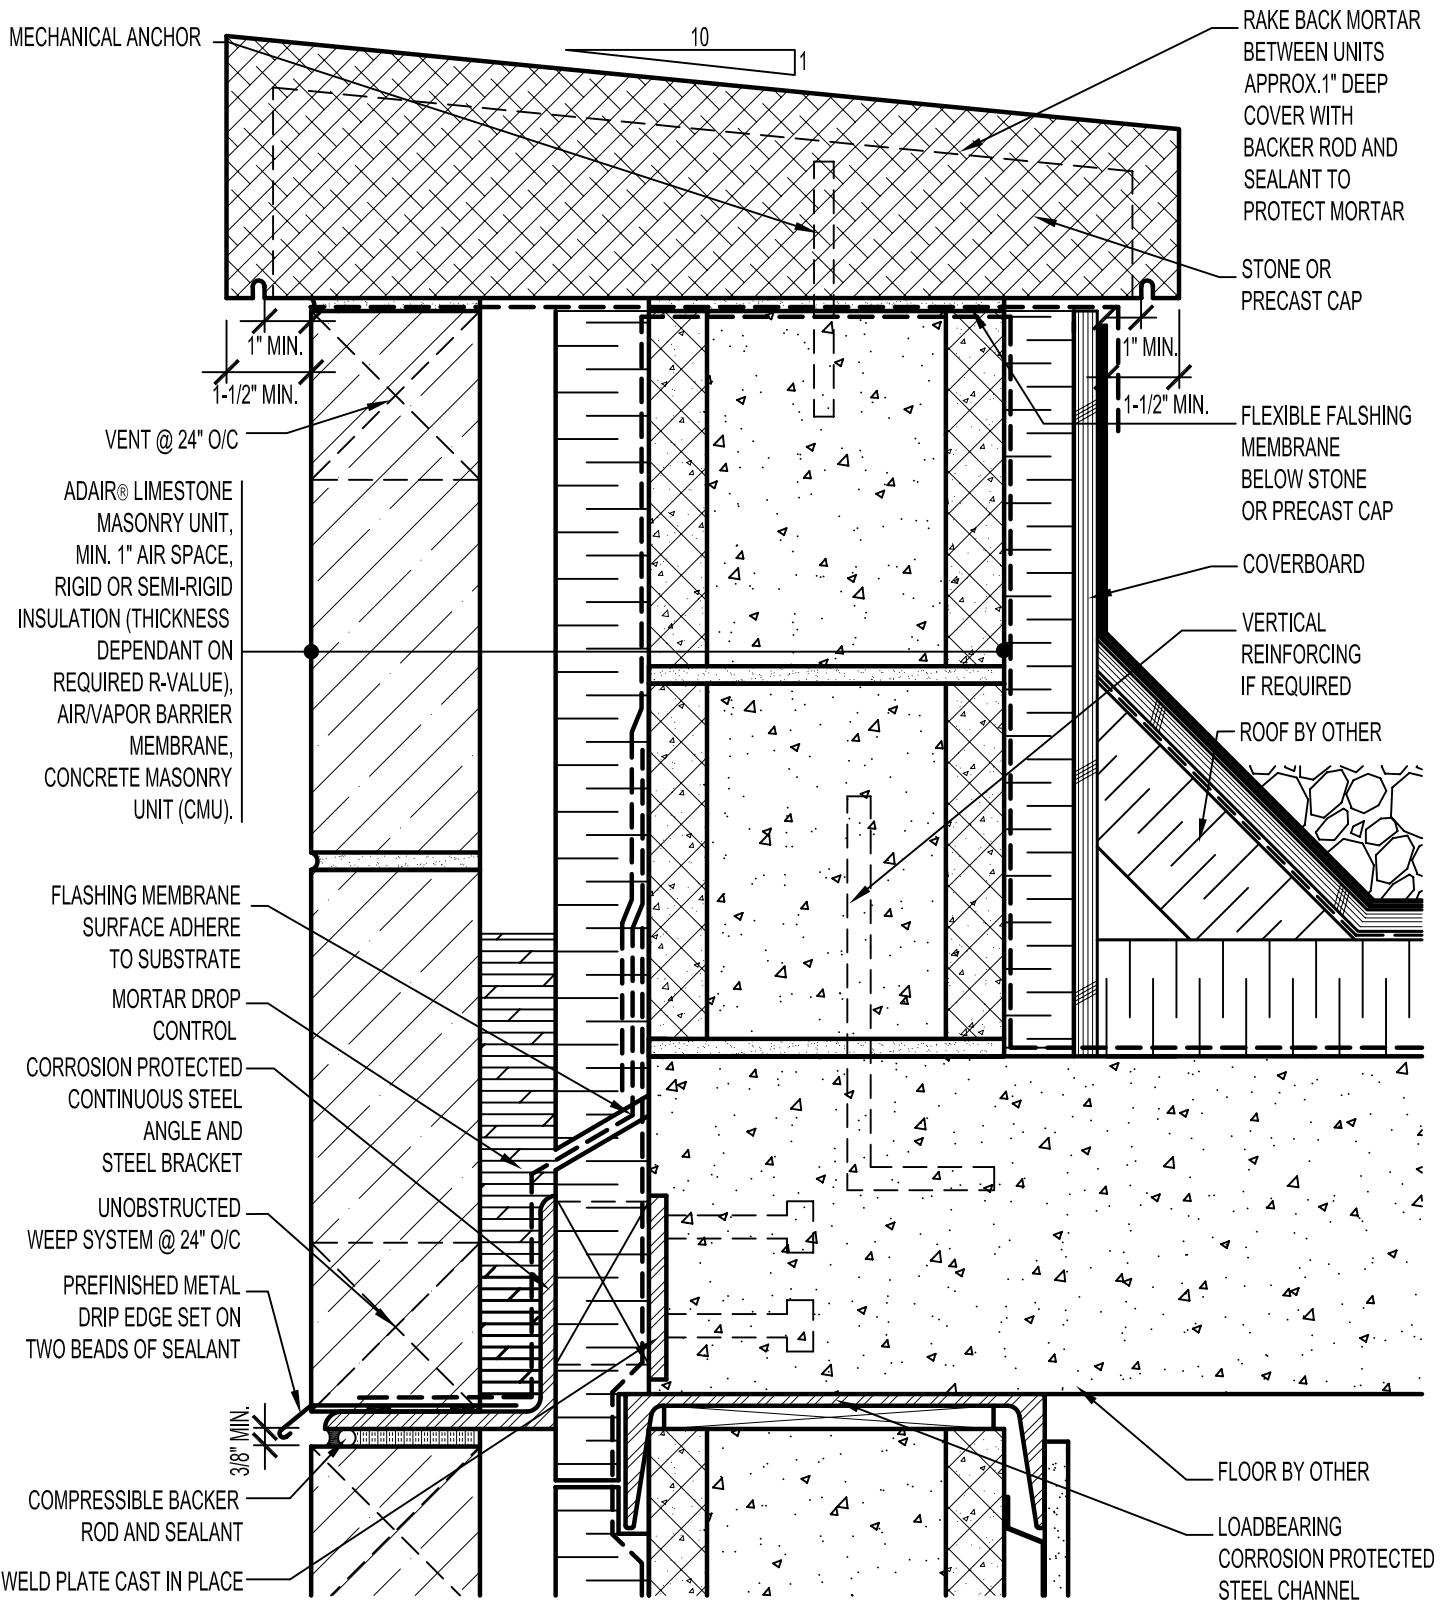 MECHANICAL ANCHOR
10
1
RAKE BACK MORTAR
BETWEEN UNITS
APPROX.1" DEEP
COVER WITH
BACKER ROD AND
SEALANT TO
PROTECT MORTAR
STONE OR
PRECAST CAP
1" MIN.
1-1/2" MIN.
1" MIN.
1-1/2" MIN.
VENT @ 24" O/C
FLEXIBLE FALSHING
MEMBRANE
BELOW STONE
OR PRECAST CAP
ADAIR® LIMESTONE
MASONRY UNIT,
MIN. 1" AIR SPACE,
RIGID OR SEMI-RIGID
INSULATION (THICKNESS
DEPENDANT ON
REQUIRED R-VALUE),
AIR/VAPOR BARRIER
MEMBRANE,
CONCRETE MASONRY
UNIT (CMU).
COVERBOARD
VERTICAL
REINFORCING
IF REQUIRED
ROOF BY OTHER
FLASHING MEMBRANE
SURFACE ADHERE
TO SUBSTRATE
MORTAR DROP
CONTROL
CORROSION PROTECTED
CONTINUOUS STEEL
ANGLE AND
STEEL BRACKET
UNOBSTRUCTED
WEEP SYSTEM @ 24" O/C
PREFINISHED METAL
DRIP EDGE SET ON
TWO BEADS OF SEALANT
3/8" MIN.
COMPRESSIBLE BACKER
ROD AND SEALANT
WELD PLATE CAST IN PLACE
FLOOR BY OTHER
LOADBEARING
CORROSION PROTECTED
STEEL CHANNEL